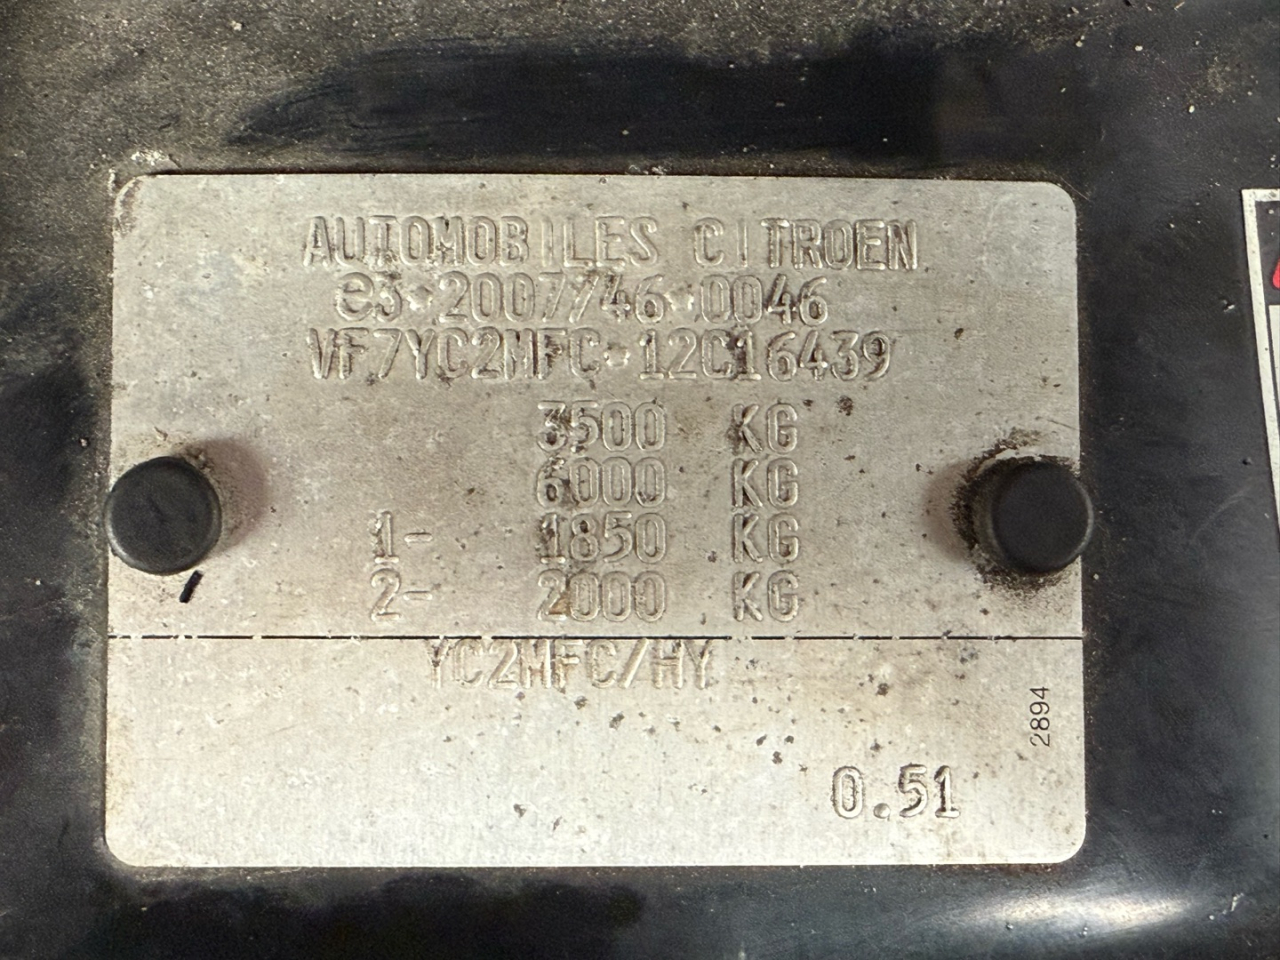 AUTOMOBILES CITROEN
e3*2007/46*0046
VF7YC2MFC*12C16439
3500 KG
6000 KG
1- 1850 KG
2- 2000 KG
YC2MFC/HY
2894
0.51